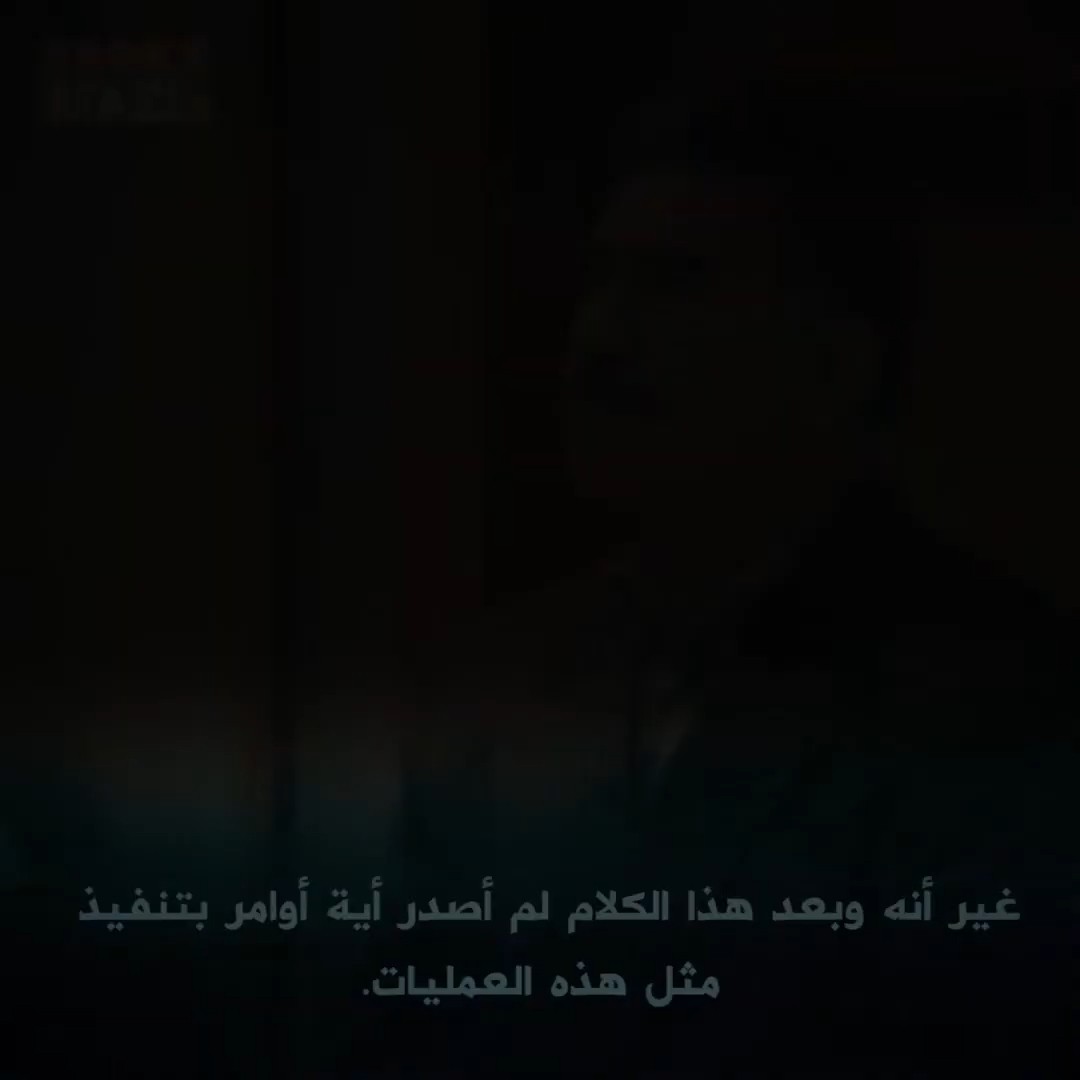 غير أنه وبعد هذا الكلام لم أصدر أية أوامر بتنفيذ
مثل هذه العمليات.